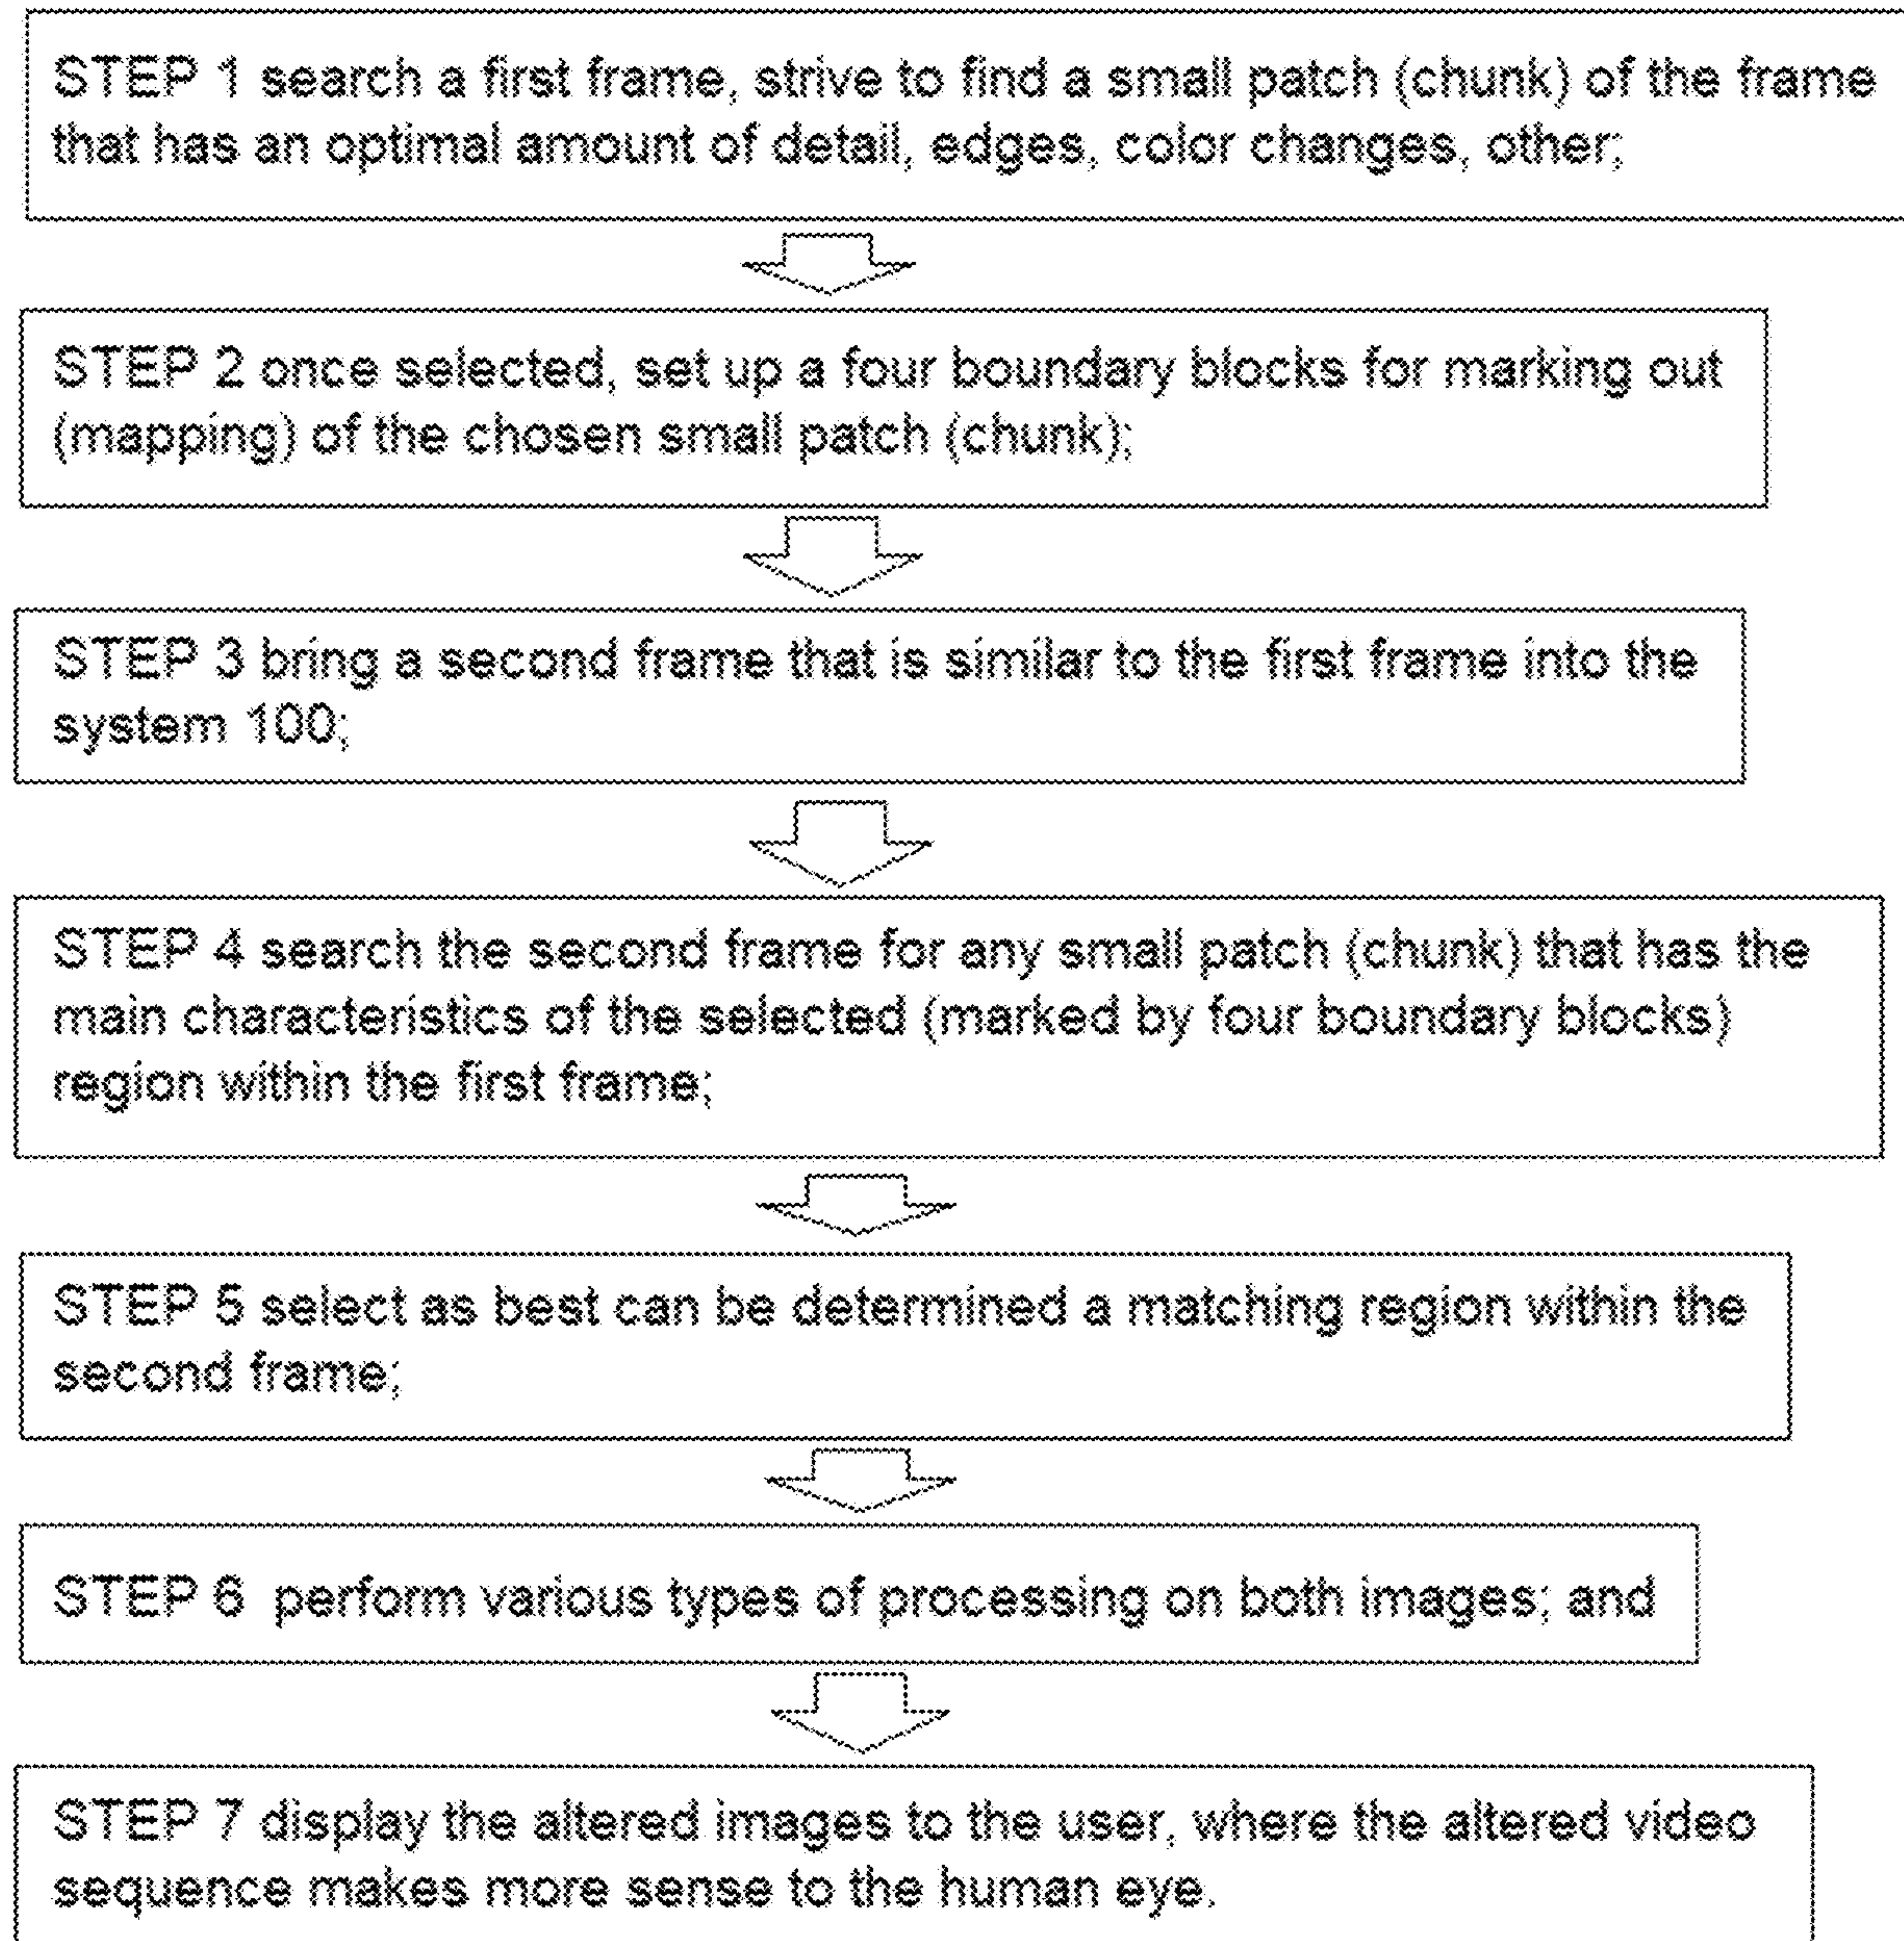 STEP 1 search a first frame, strive to find a small patch (chunk) of the frame
that has an optimal amount of detail, edges, color changes, other;
STEP 2 once selected, set up a four boundary blocks for marking out
(mapping) of the chosen small patch (chunk);
STEP 3 bring a second frame that is similar to the first frame into the
system 100;
STEP 4 search the second frame for any small patch (chunk) that has the
main characteristics of the selected (marked by four boundary blocks)
region within the first frame;
STEP 5 select as best can be determined a matching region within the
second frame;
STEP 6 perform various types of processing on both images; and
STEP 7 display the altered images to the user, where the altered video
sequence makes more sense to the human eye.